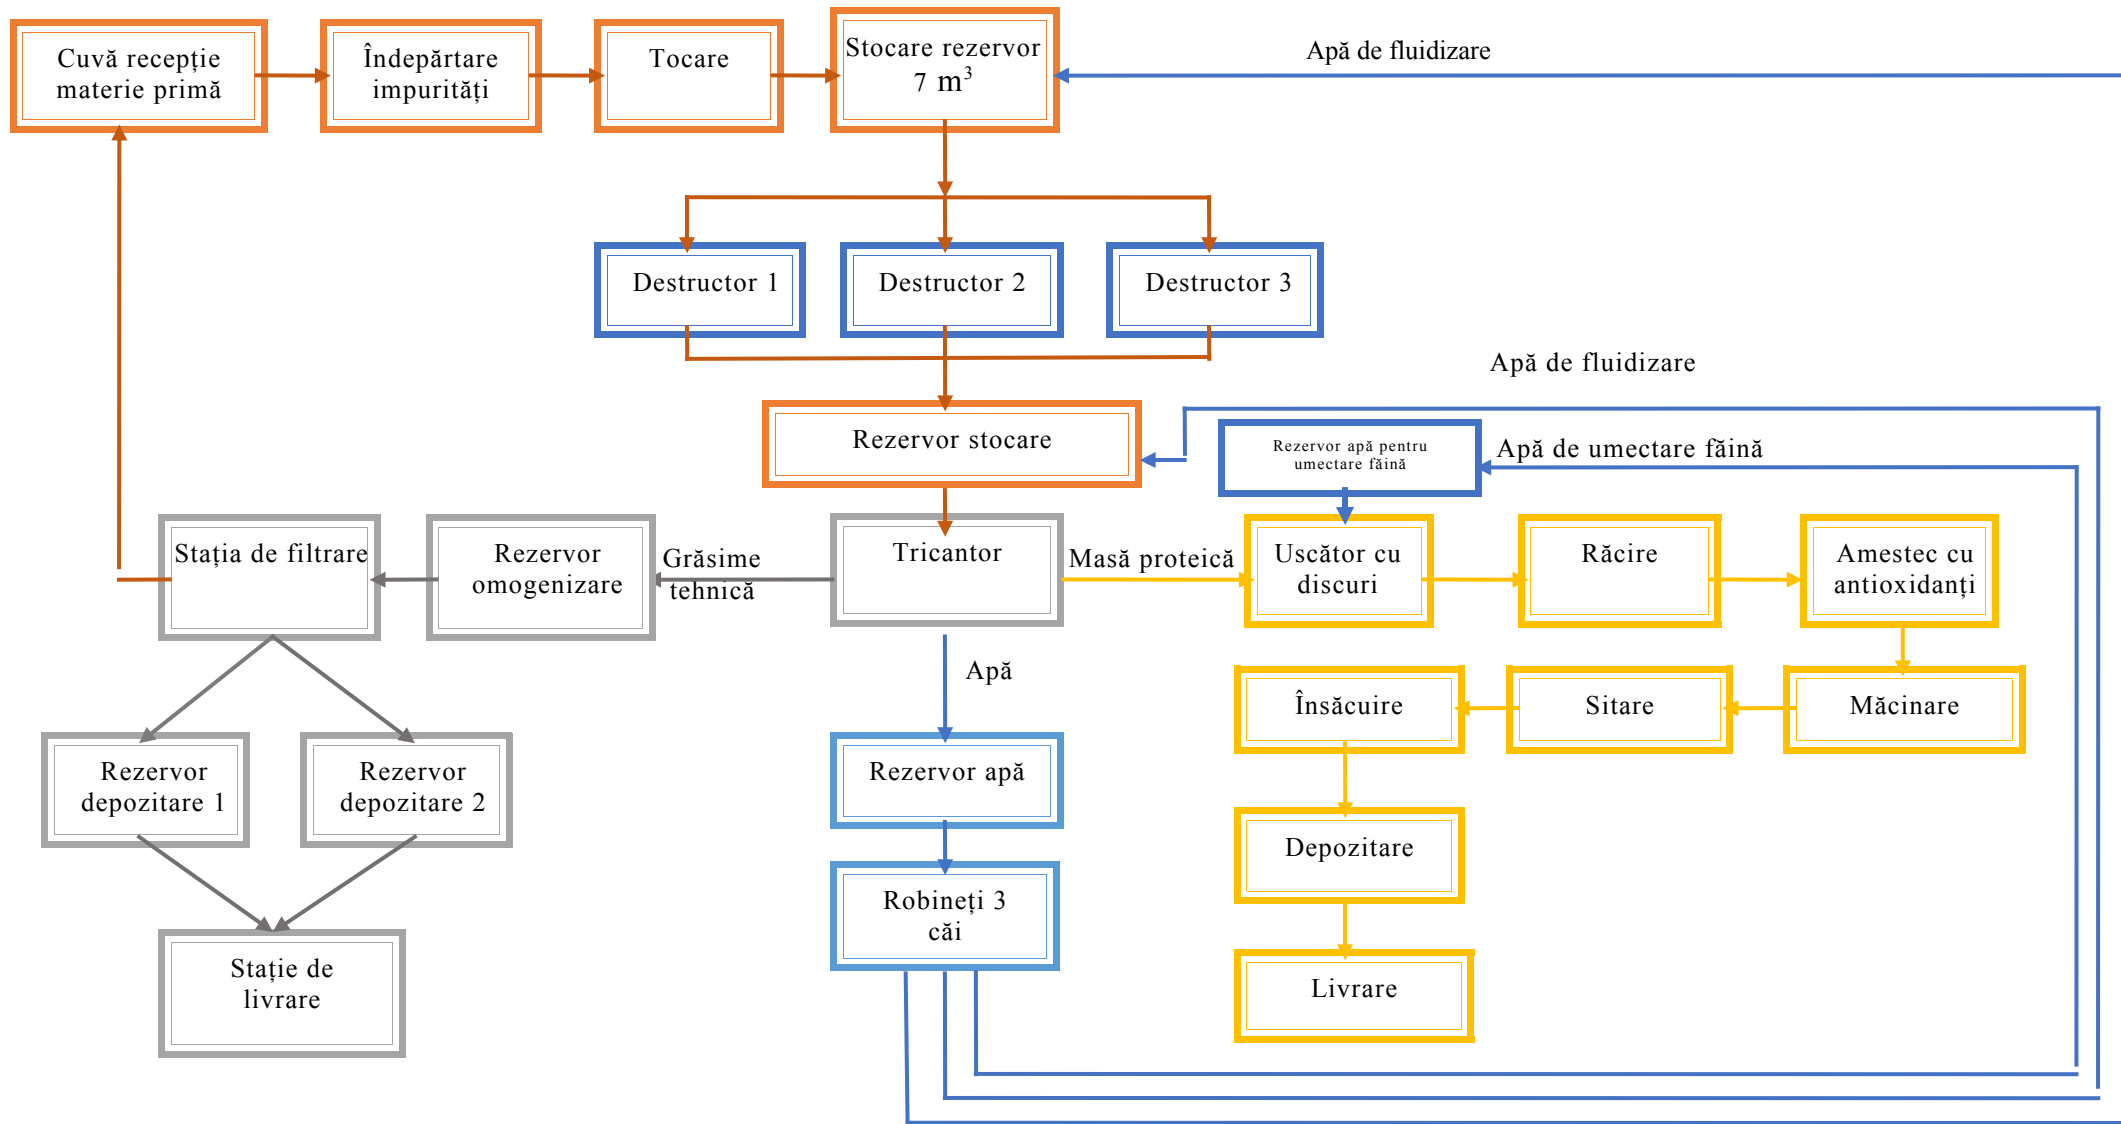 Cuvă recepție
materie primă
Îndepărtare
impurități
Tocare
Stocare rezervor
7 m³
Apă de fluidizare
Destructor 1
Destructor 2
Destructor 3
Apă de fluidizare
Rezervor stocare
Rezervor apă pentru
umectare făină
Apă de umectare făină
Stația de filtrare
Rezervor
omogenizare
Grăsime
tehnică
Tricantor
Masă proteică
Uscător cu
discuri
Răcire
Amestec cu
antioxidanți
Apă
Însăcuire
Sitare
Măcinare
Rezervor
depozitare 1
Rezervor
depozitare 2
Rezervor apă
Depozitare
Robineți 3
căi
Stație de
livrare
Livrare